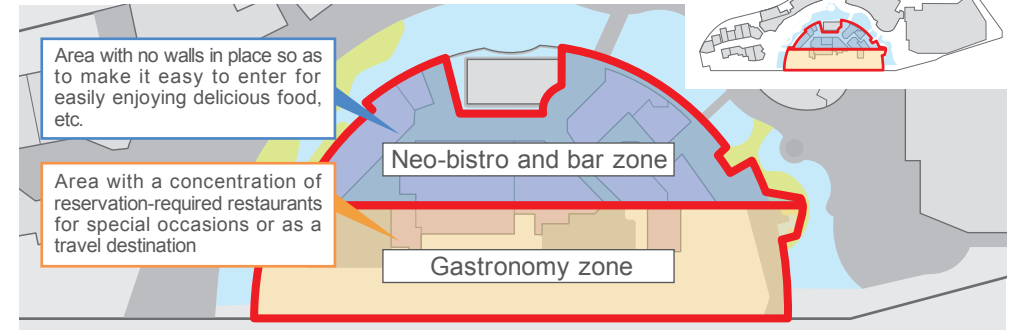 Area with no walls in place so as
to make it easy to enter for
easily enjoying delicious food,
etc.
Neo-bistro and bar zone
Area with a concentration of
reservation-required restaurants
for special occasions or as a
travel destination
Gastronomy zone